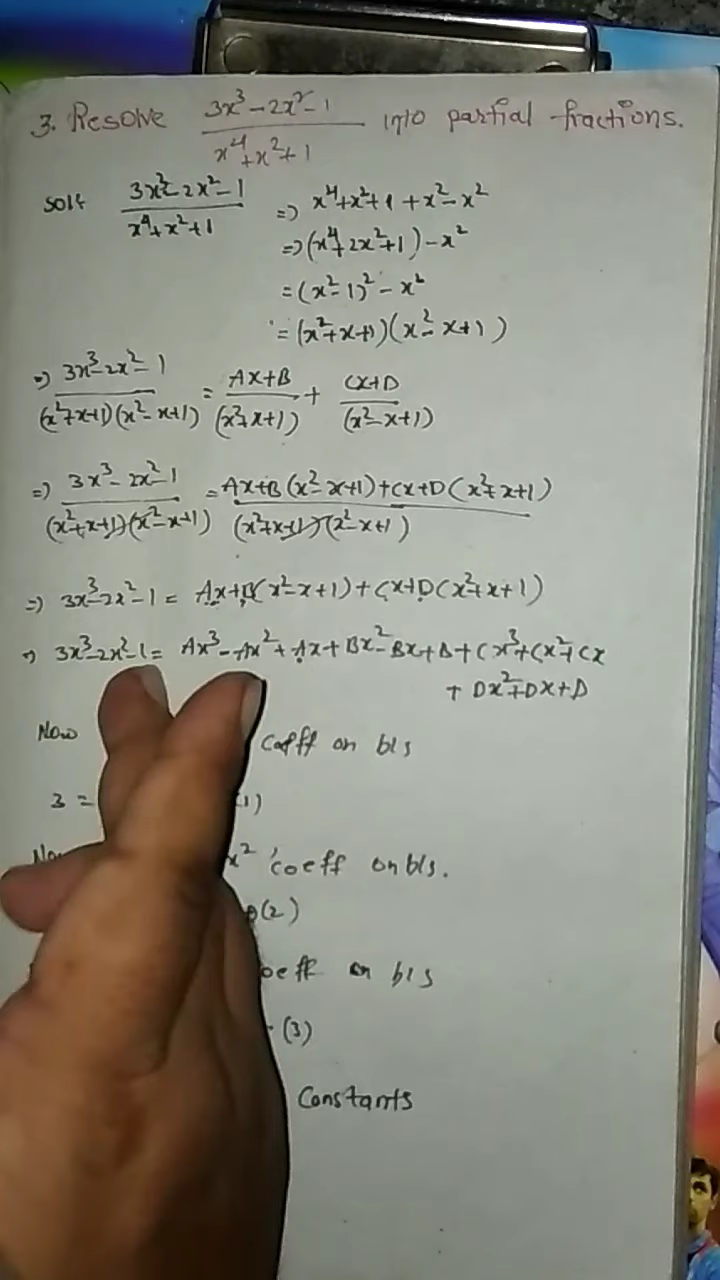 3. Resolve (3x³-2x²-1)/(x⁴+x²+1) into partial fractions.
Sol: (3x³-2x²-1)/(x⁴+x²+1) => x⁴+x²+1+x²-x²
=> (x⁴+2x²+1)-x²
= (x²-1)²-x²
= (x²+x+1)(x²-x+1)
=> (3x³-2x²-1)/((x²+x+1)(x²-x+1)) = (Ax+B)/(x²+x+1) + (Cx+D)/(x²-x+1)
=> (3x³-2x²-1)/((x²+x+1)(x²-x+1)) = (Ax+B(x²-x+1)+Cx+D(x²+x+1))/((x²+x+1)(x²-x+1))
=> 3x³-2x²-1 = Ax+B(x²-x+1)+Cx+D(x²+x+1)
=> 3x³-2x²-1 = Ax³-Ax²+Ax+Bx²-Bx+B+Cx³+Cx²+Cx
+Dx²+Dx+D
Now coeff on b/s
3 = (1)
x² coeff on b/s.
(2)
coeff on b/s
(3)
constants